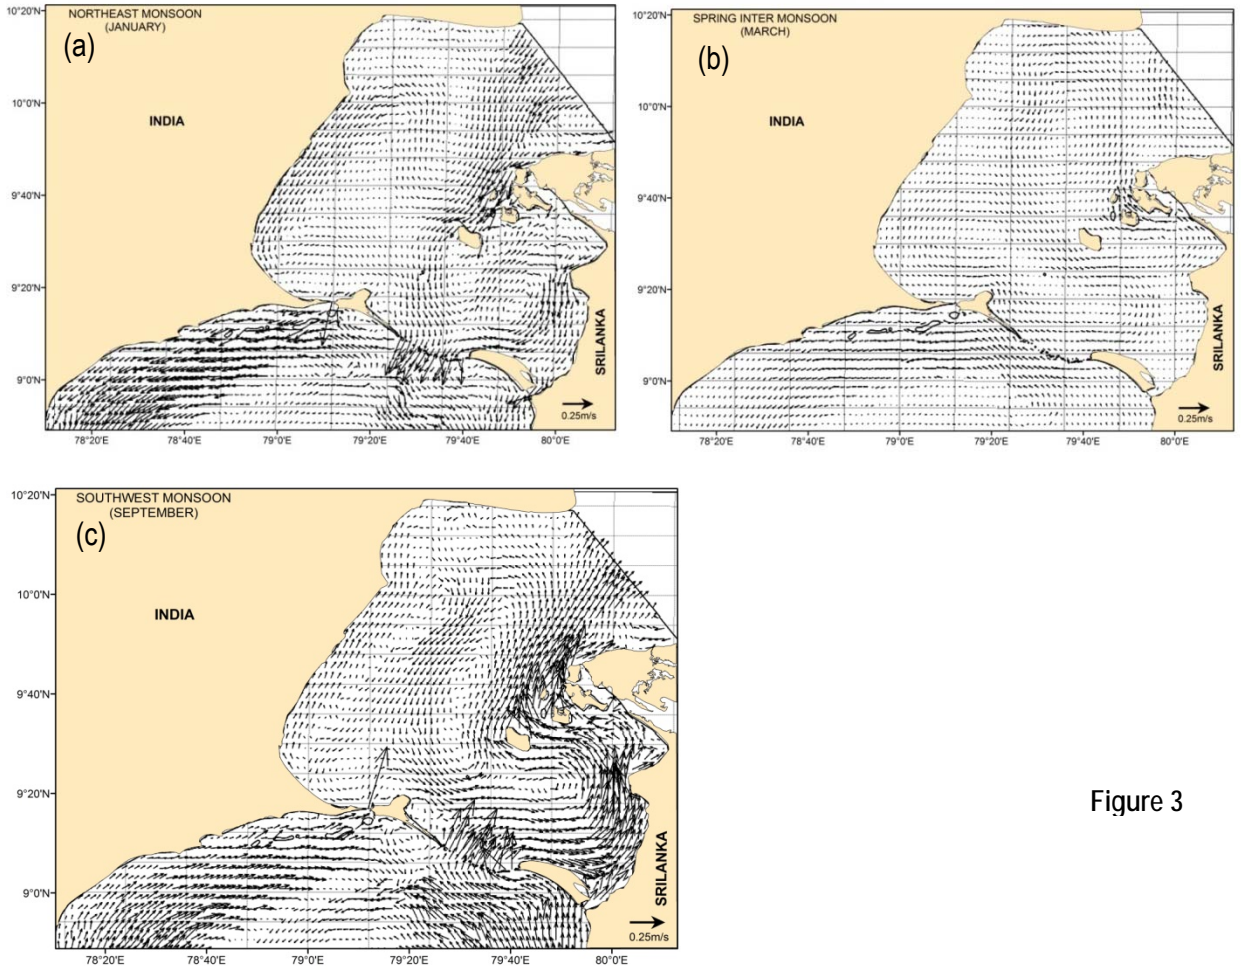 NORTHEAST MONSOON
(JANUARY)
(a)
INDIA
SRILANKA
0.25m/s
10°20'N
10°0'N
9°40'N
9°20'N
9°0'N
78°20'E 78°40'E 79°0'E 79°20'E 79°40'E 80°0'E
SPRING INTER MONSOON
(MARCH)
(b)
INDIA
SRILANKA
0.25m/s
10°20'N
10°0'N
9°40'N
9°20'N
9°0'N
78°20'E 78°40'E 79°0'E 79°20'E 79°40'E 80°0'E
SOUTHWEST MONSOON
(SEPTEMBER)
(c)
INDIA
SRILANKA
0.25m/s
10°20'N
10°0'N
9°40'N
9°20'N
9°0'N
78°20'E 78°40'E 79°0'E 79°20'E 79°40'E 80°0'E
Figure 3